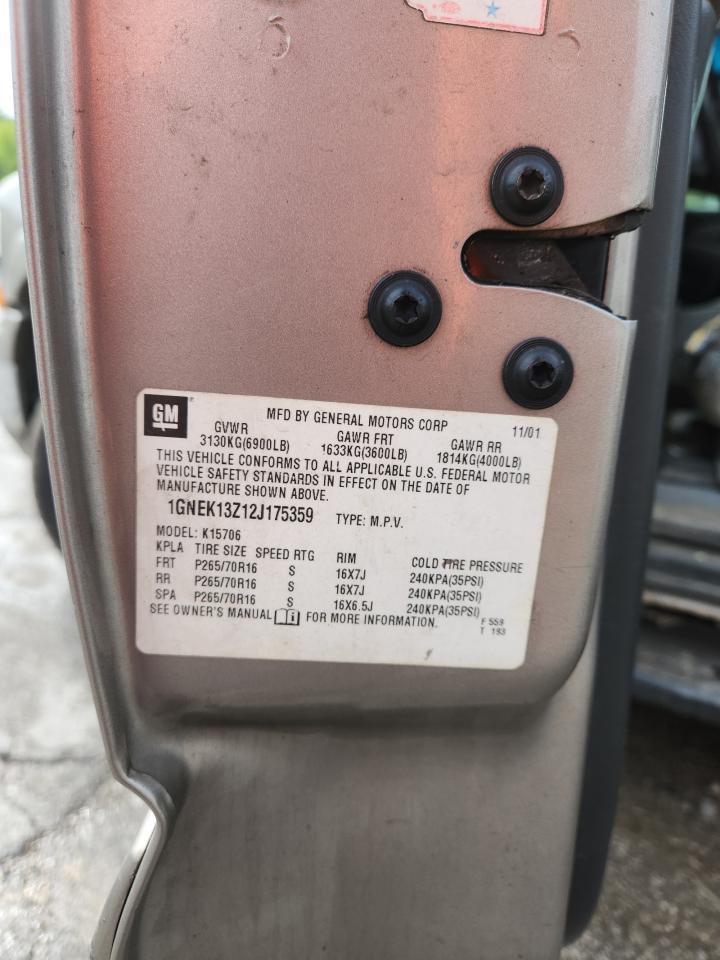 GM
MFD BY GENERAL MOTORS CORP 11/01
GVWR GAWR FRT GAWR RR
3130KG(6900LB) 1633KG(3600LB) 1814KG(4000LB)
THIS VEHICLE CONFORMS TO ALL APPLICABLE U.S. FEDERAL MOTOR
VEHICLE SAFETY STANDARDS IN EFFECT ON THE DATE OF
MANUFACTURE SHOWN ABOVE.
1GNEK13Z12J175359 TYPE: M.P.V.
MODEL: K15706
KPLA TIRE SIZE SPEED RTG RIM COLD TIRE PRESSURE
FRT P265/70R16 S 16X7J 240KPA(35PSI)
RR P265/70R16 S 16X7J 240KPA(35PSI)
SPA P265/70R16 S 16X6.5J 240KPA(35PSI)
SEE OWNER'S MANUAL FOR MORE INFORMATION.
F 559
T 193